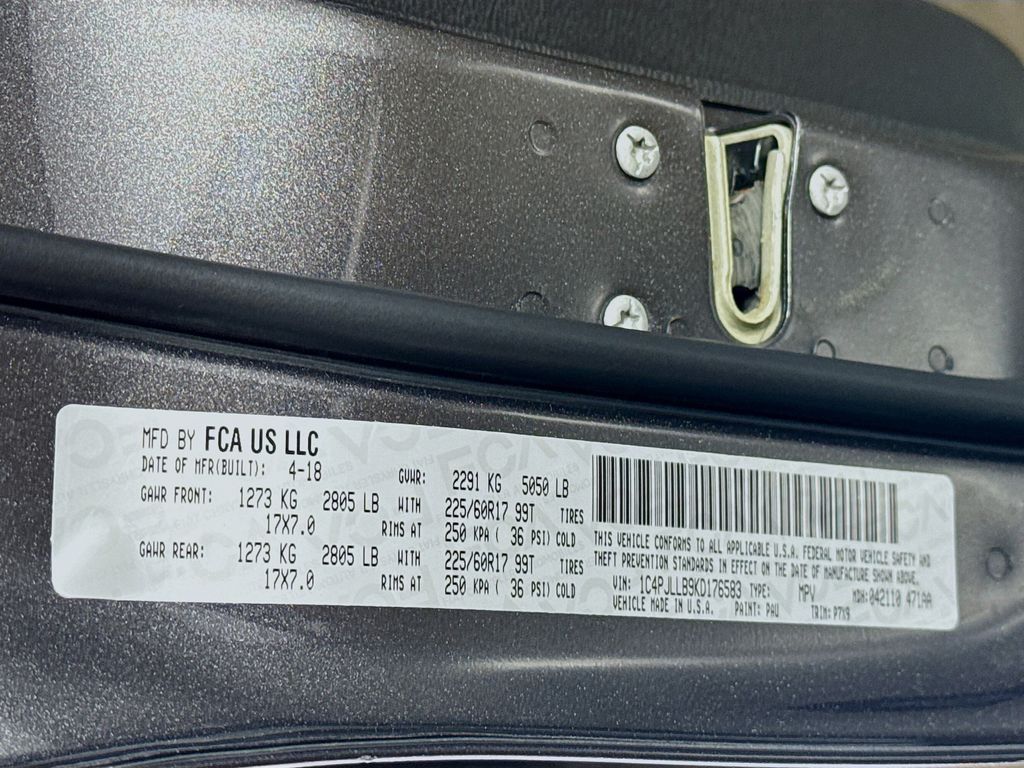 MFD BY FCA US LLC
DATE OF MFR(BUILT): 4-18 GVWR: 2291 KG 5050 LB
GAWR FRONT: 1273 KG 2805 LB WITH 225/60R17 99T TIRES
17X7.0 RIMS AT 250 KPA ( 36 PSI) COLD
GAWR REAR: 1273 KG 2805 LB WITH 225/60R17 99T TIRES
17X7.0 RIMS AT 250 KPA ( 36 PSI) COLD
THIS VEHICLE CONFORMS TO ALL APPLICABLE U.S.A. FEDERAL MOTOR VEHICLE SAFETY AND
THEFT PREVENTION STANDARDS IN EFFECT ON THE DATE OF MANUFACTURE SHOWN ABOVE.
VIN: 1C4PJLLB9KD176583 TYPE: MPV MDH: 042110 471AA
VEHICLE MADE IN U.S.A. PAINT: PAU TRIM: P7X9